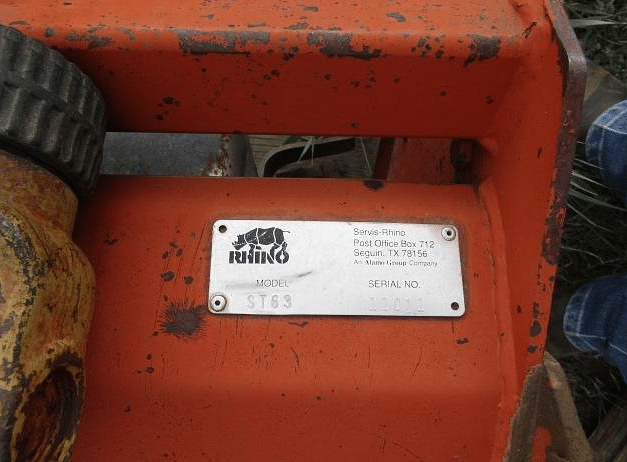 RHINO
Servis-Rhino
Post Office Box 712
Seguin, TX 78156
An Alamo Group Company
MODEL
SERIAL NO.
ST63